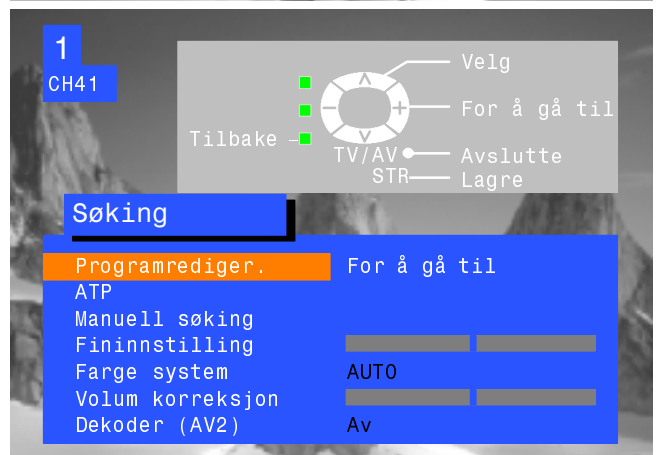 1
CH41
Velg
For å gå til
Tilbake
TV/AV
Avslutte
STR
Lagre
Søking
Programrediger. For å gå til
ATP
Manuell søking
Fininnstilling
Farge system AUTO
Volum korreksjon
Dekoder (AV2) Av